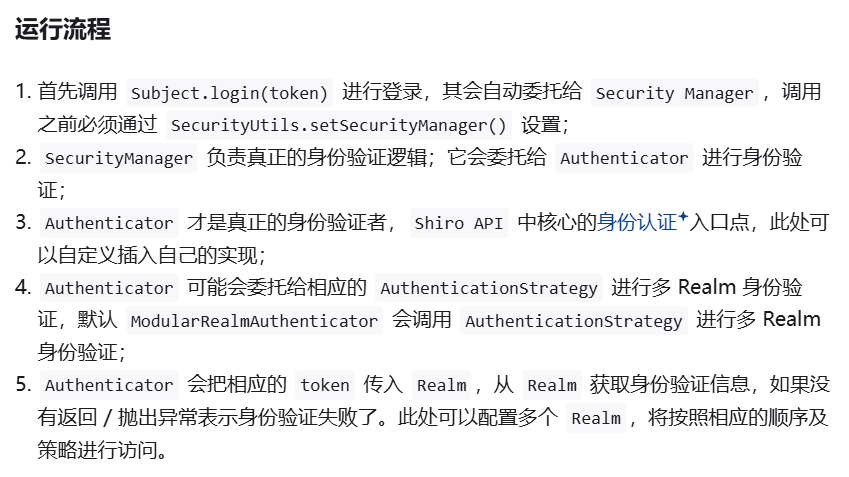 运行流程
1. 首先调用 Subject.login(token) 进行登录，其会自动委托给 Security Manager，调用
之前必须通过 SecurityUtils.setSecurityManager() 设置；
2. SecurityManager 负责真正的身份验证逻辑；它会委托给 Authenticator 进行身份验
证；
3. Authenticator 才是真正的身份验证者， Shiro API 中核心的身份认证入口点，此处可
以自定义插入自己的实现；
4. Authenticator 可能会委托给相应的 AuthenticationStrategy 进行多 Realm 身份验
证，默认 ModularRealmAuthenticator 会调用 AuthenticationStrategy 进行多 Realm
身份验证；
5. Authenticator 会把相应的 token 传入 Realm，从 Realm 获取身份验证信息，如果没
有返回 / 抛出异常表示身份验证失败了。此处可以配置多个 Realm，将按照相应的顺序及
策略进行访问。